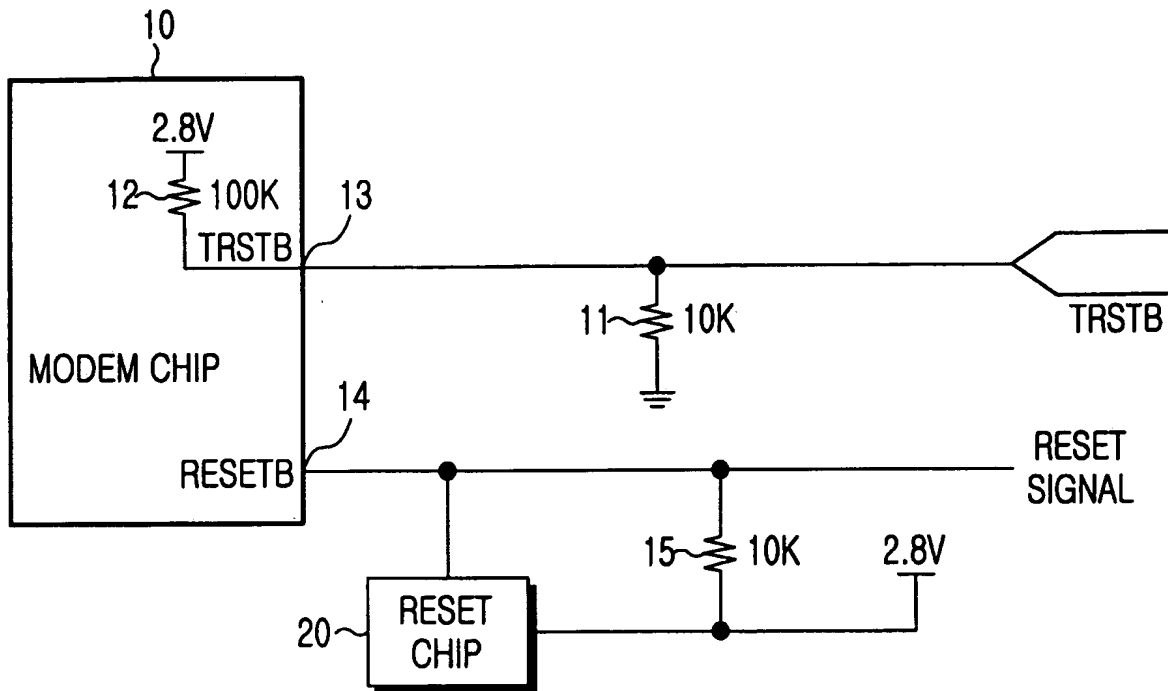 10
2.8V
12
100K
13
TRSTB
11
10K
TRSTB
MODEM CHIP
14
RESETB
RESET
SIGNAL
15
10K
2.8V
20
RESET
CHIP